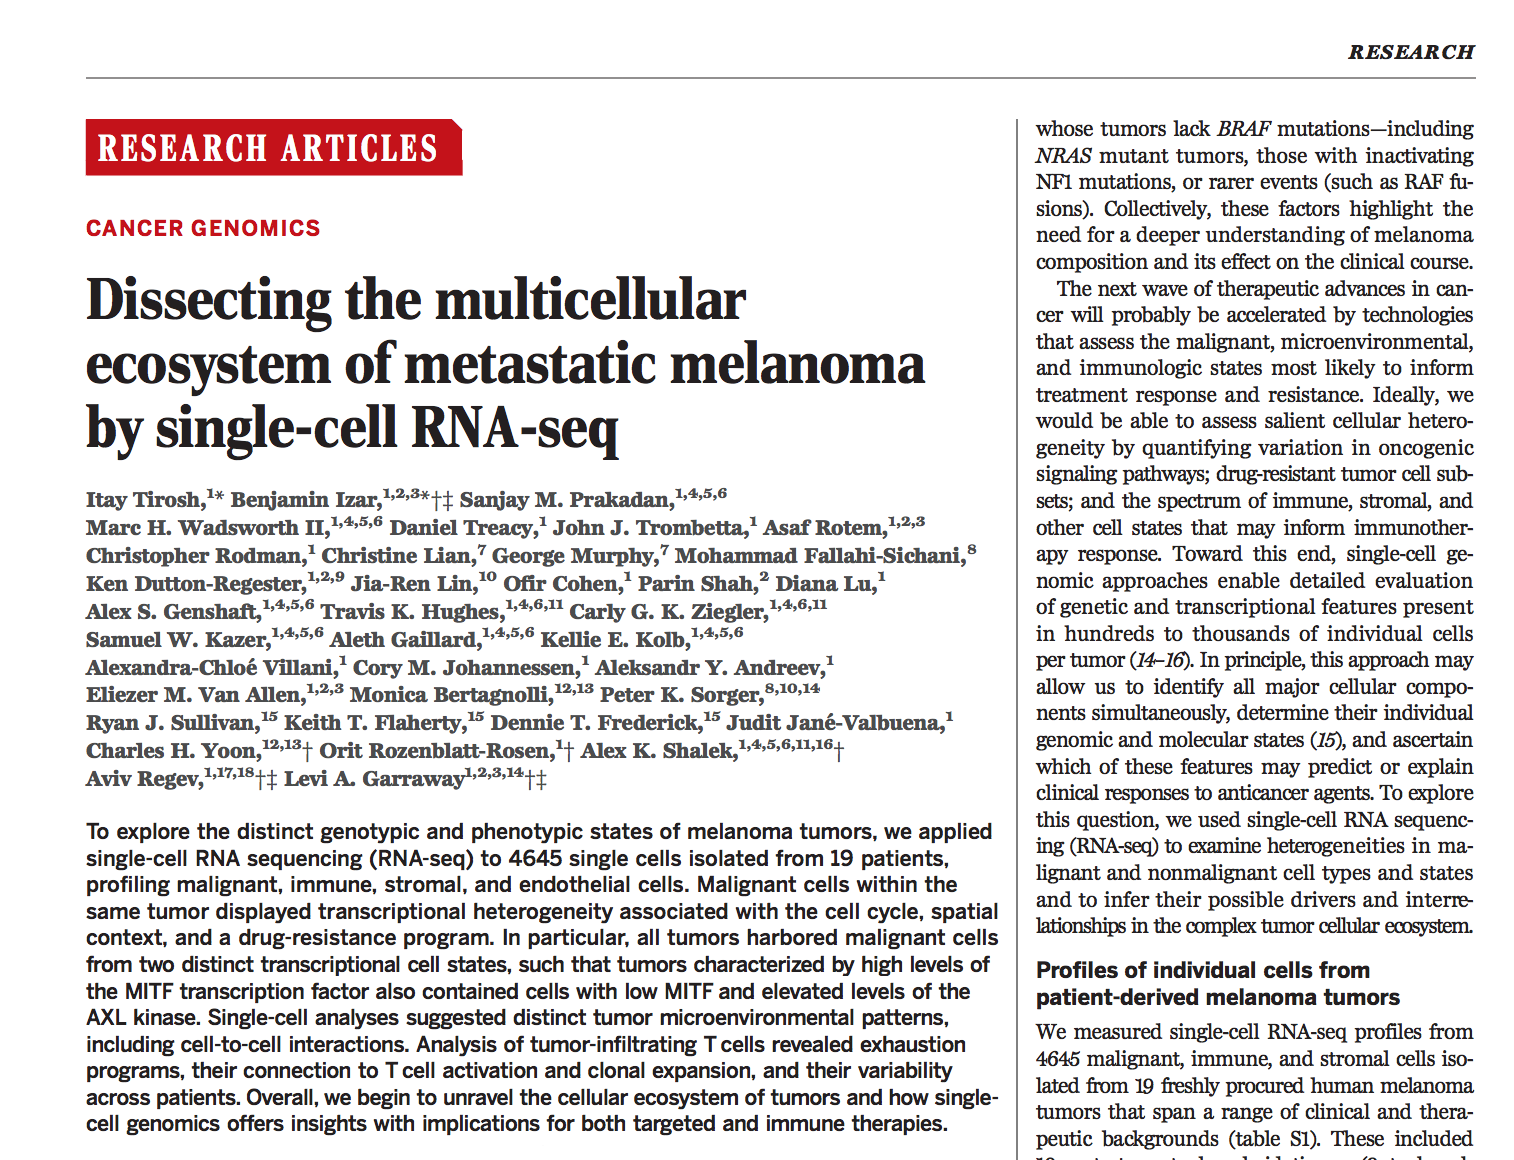 RESEARCH
RESEARCH ARTICLES
CANCER GENOMICS
Dissecting the multicellular
ecosystem of metastatic melanoma
by single-cell RNA-seq
Itay Tirosh,1* Benjamin Izar,1,2,3*†‡ Sanjay M. Prakadan,1,4,5,6
Marc H. Wadsworth II,1,4,5,6 Daniel Treacy,1 John J. Trombetta,1 Asaf Rotem,1,2,3
Christopher Rodman,1 Christine Lian,7 George Murphy,7 Mohammad Fallahi-Sichani,8
Ken Dutton-Regester,1,2,9 Jia-Ren Lin,10 Ofir Cohen,1 Parin Shah,2 Diana Lu,1
Alex S. Genshaft,1,4,5,6 Travis K. Hughes,1,4,6,11 Carly G. K. Ziegler,1,4,6,11
Samuel W. Kazer,1,4,5,6 Aleth Gaillard,1,4,5,6 Kellie E. Kolb,1,4,5,6
Alexandra-Chloé Villani,1 Cory M. Johannessen,1 Aleksandr Y. Andreev,1
Eliezer M. Van Allen,1,2,3 Monica Bertagnolli,12,13 Peter K. Sorger,8,10,14
Ryan J. Sullivan,15 Keith T. Flaherty,15 Dennie T. Frederick,15 Judit Jané-Valbuena,1
Charles H. Yoon,12,13† Orit Rozenblatt-Rosen,1† Alex K. Shalek,1,4,5,6,11,16†
Aviv Regev,1,17,18†‡ Levi A. Garraway1,2,3,14†‡
To explore the distinct genotypic and phenotypic states of melanoma tumors, we applied
single-cell RNA sequencing (RNA-seq) to 4645 single cells isolated from 19 patients,
profiling malignant, immune, stromal, and endothelial cells. Malignant cells within the
same tumor displayed transcriptional heterogeneity associated with the cell cycle, spatial
context, and a drug-resistance program. In particular, all tumors harbored malignant cells
from two distinct transcriptional cell states, such that tumors characterized by high levels of
the MITF transcription factor also contained cells with low MITF and elevated levels of the
AXL kinase. Single-cell analyses suggested distinct tumor microenvironmental patterns,
including cell-to-cell interactions. Analysis of tumor-infiltrating T cells revealed exhaustion
programs, their connection to T cell activation and clonal expansion, and their variability
across patients. Overall, we begin to unravel the cellular ecosystem of tumors and how single-
cell genomics offers insights with implications for both targeted and immune therapies.
whose tumors lack BRAF mutations—including
NRAS mutant tumors, those with inactivating
NF1 mutations, or rarer events (such as RAF fu-
sions). Collectively, these factors highlight the
need for a deeper understanding of melanoma
composition and its effect on the clinical course.
The next wave of therapeutic advances in can-
cer will probably be accelerated by technologies
that assess the malignant, microenvironmental,
and immunologic states most likely to inform
treatment response and resistance. Ideally, we
would be able to assess salient cellular hetero-
geneity by quantifying variation in oncogenic
signaling pathways; drug-resistant tumor cell sub-
sets; and the spectrum of immune, stromal, and
other cell states that may inform immunother-
apy response. Toward this end, single-cell ge-
nomic approaches enable detailed evaluation
of genetic and transcriptional features present
in hundreds to thousands of individual cells
per tumor (14–16). In principle, this approach may
allow us to identify all major cellular compo-
nents simultaneously, determine their individual
genomic and molecular states (15), and ascertain
which of these features may predict or explain
clinical responses to anticancer agents. To explore
this question, we used single-cell RNA sequenc-
ing (RNA-seq) to examine heterogeneities in ma-
lignant and nonmalignant cell types and states
and to infer their possible drivers and interre-
lationships in the complex tumor cellular ecosystem.
Profiles of individual cells from
patient-derived melanoma tumors
We measured single-cell RNA-seq profiles from
4645 malignant, immune, and stromal cells iso-
lated from 19 freshly procured human melanoma
tumors that span a range of clinical and thera-
peutic backgrounds (table S1). These included